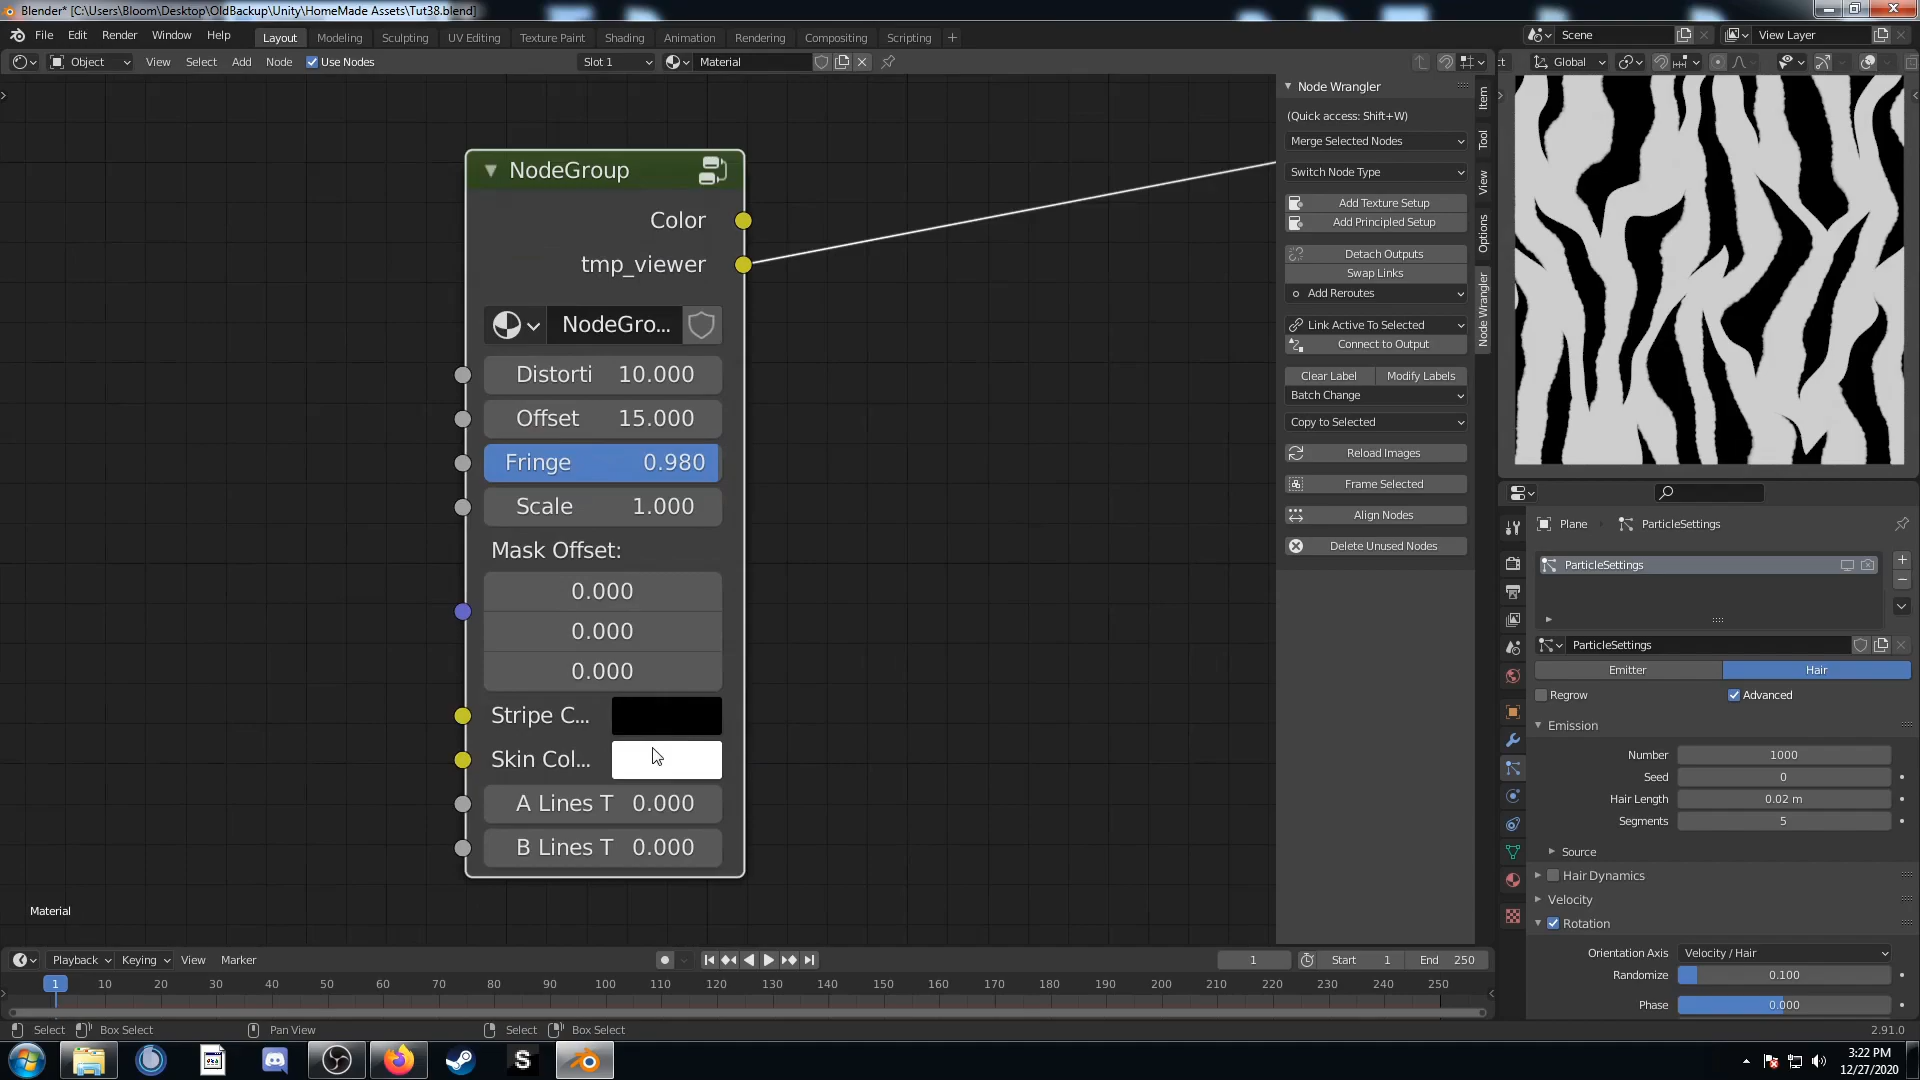 Blender* [C:\Users\Bloom\Desktop\OldBackup\Unity\HomeMade Assets\Tut38.blend]
File Edit Render Window Help
Layout Modeling Sculpting UV Editing Texture Paint Shading Animation Rendering Compositing Scripting +
Scene
View Layer
Object View Select Add Node Use Nodes
Slot 1
Material
Global
NodeGroup
Color
tmp_viewer
NodeGro...
Distorti 10.000
Offset 15.000
Fringe 0.980
Scale 1.000
Mask Offset:
0.000
0.000
0.000
Stripe C...
Skin Col...
A Lines T 0.000
B Lines T 0.000
Material
Node Wrangler
(Quick access: Shift+W)
Merge Selected Nodes
Switch Node Type
Add Texture Setup
Add Principled Setup
Detach Outputs
Swap Links
Add Reroutes
Link Active To Selected
Connect to Output
Clear Label Modify Labels
Batch Change
Copy to Selected
Reload Images
Frame Selected
Align Nodes
Delete Unused Nodes
Item
Tool
View
Options
Node Wrangler
Plane ParticleSettings
ParticleSettings
ParticleSettings
Emitter Hair
Regrow Advanced
Emission
Number 1000
Seed 0
Hair Length 0.02 m
Segments 5
Source
Hair Dynamics
Velocity
Rotation
Orientation Axis Velocity / Hair
Randomize 0.100
Phase 0.000
Playback Keying View Marker
1 Start 1 End 250
1 10 20 30 40 50 60 70 80 90 100 110 120 130 140 150 160 170 180 190 200 210 220 230 240 250
Select Box Select Pan View Select Box Select
2.91.0
3:22 PM
12/27/2020